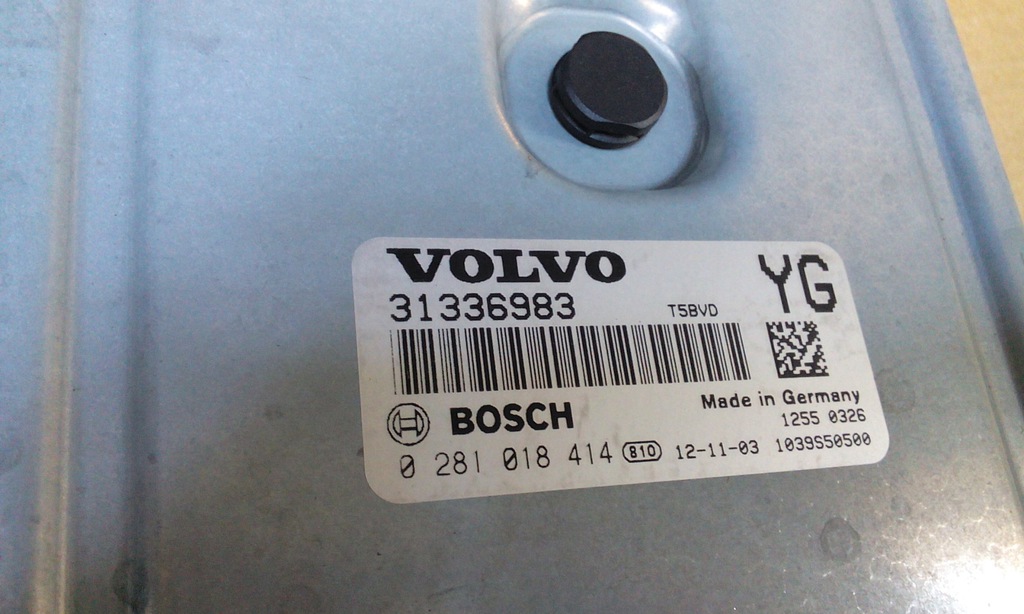 VOLVO
31336983 T5BVD YG
BOSCH Made in Germany
1255 0326
0 281 018 414 810 12-11-03 1039S50500